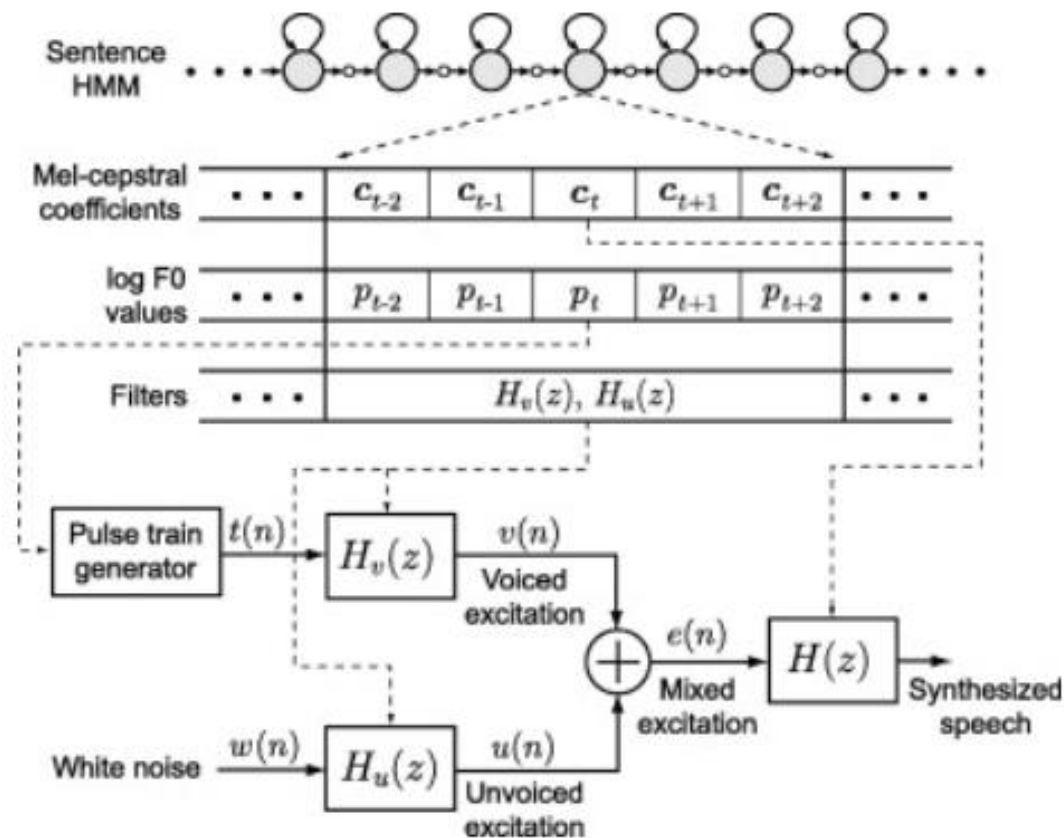 Sentence
HMM
Mel-cepstral
coefficients
c_{t-2} c_{t-1} c_t c_{t+1} c_{t+2}
log F0
values
p_{t-2} p_{t-1} p_t p_{t+1} p_{t+2}
Filters
H_v(z), H_u(z)
Pulse train
generator
t(n)
H_v(z)
v(n)
Voiced
excitation
e(n)
Mixed
excitation
H(z)
Synthesized
speech
White noise
w(n)
H_u(z)
u(n)
Unvoiced
excitation